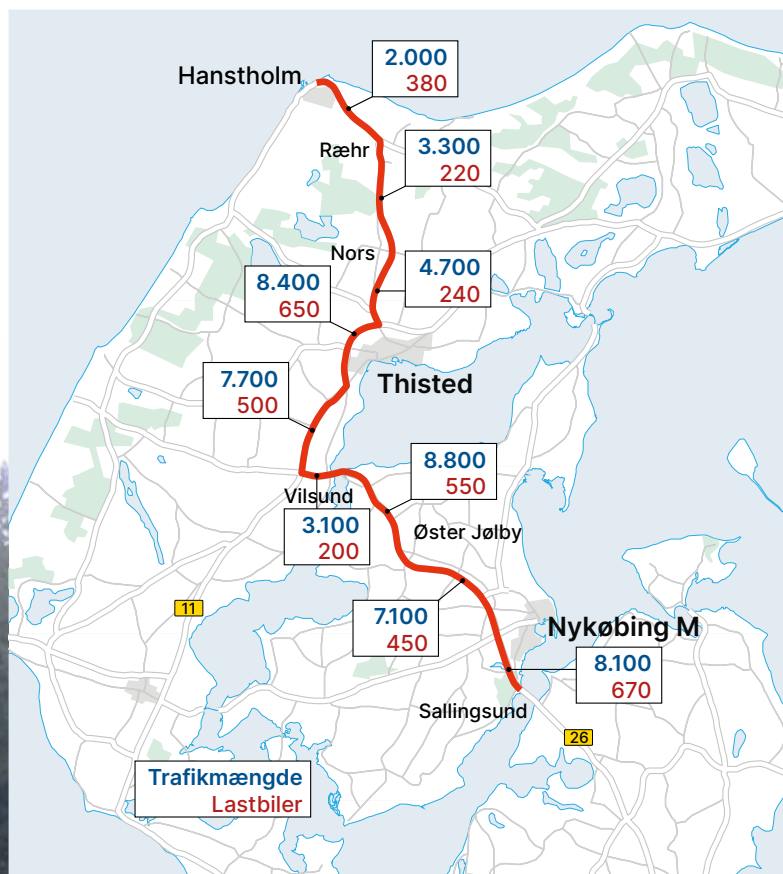 Hanstholm
2.000
380
Ræhr
3.300
220
Nors
4.700
240
8.400
650
Thisted
7.700
500
8.800
550
Vilsund
3.100
200
Øster Jølby
11
7.100
450
Nykøbing M
8.100
670
Sallingsund
26
Trafikmængde
Lastbiler